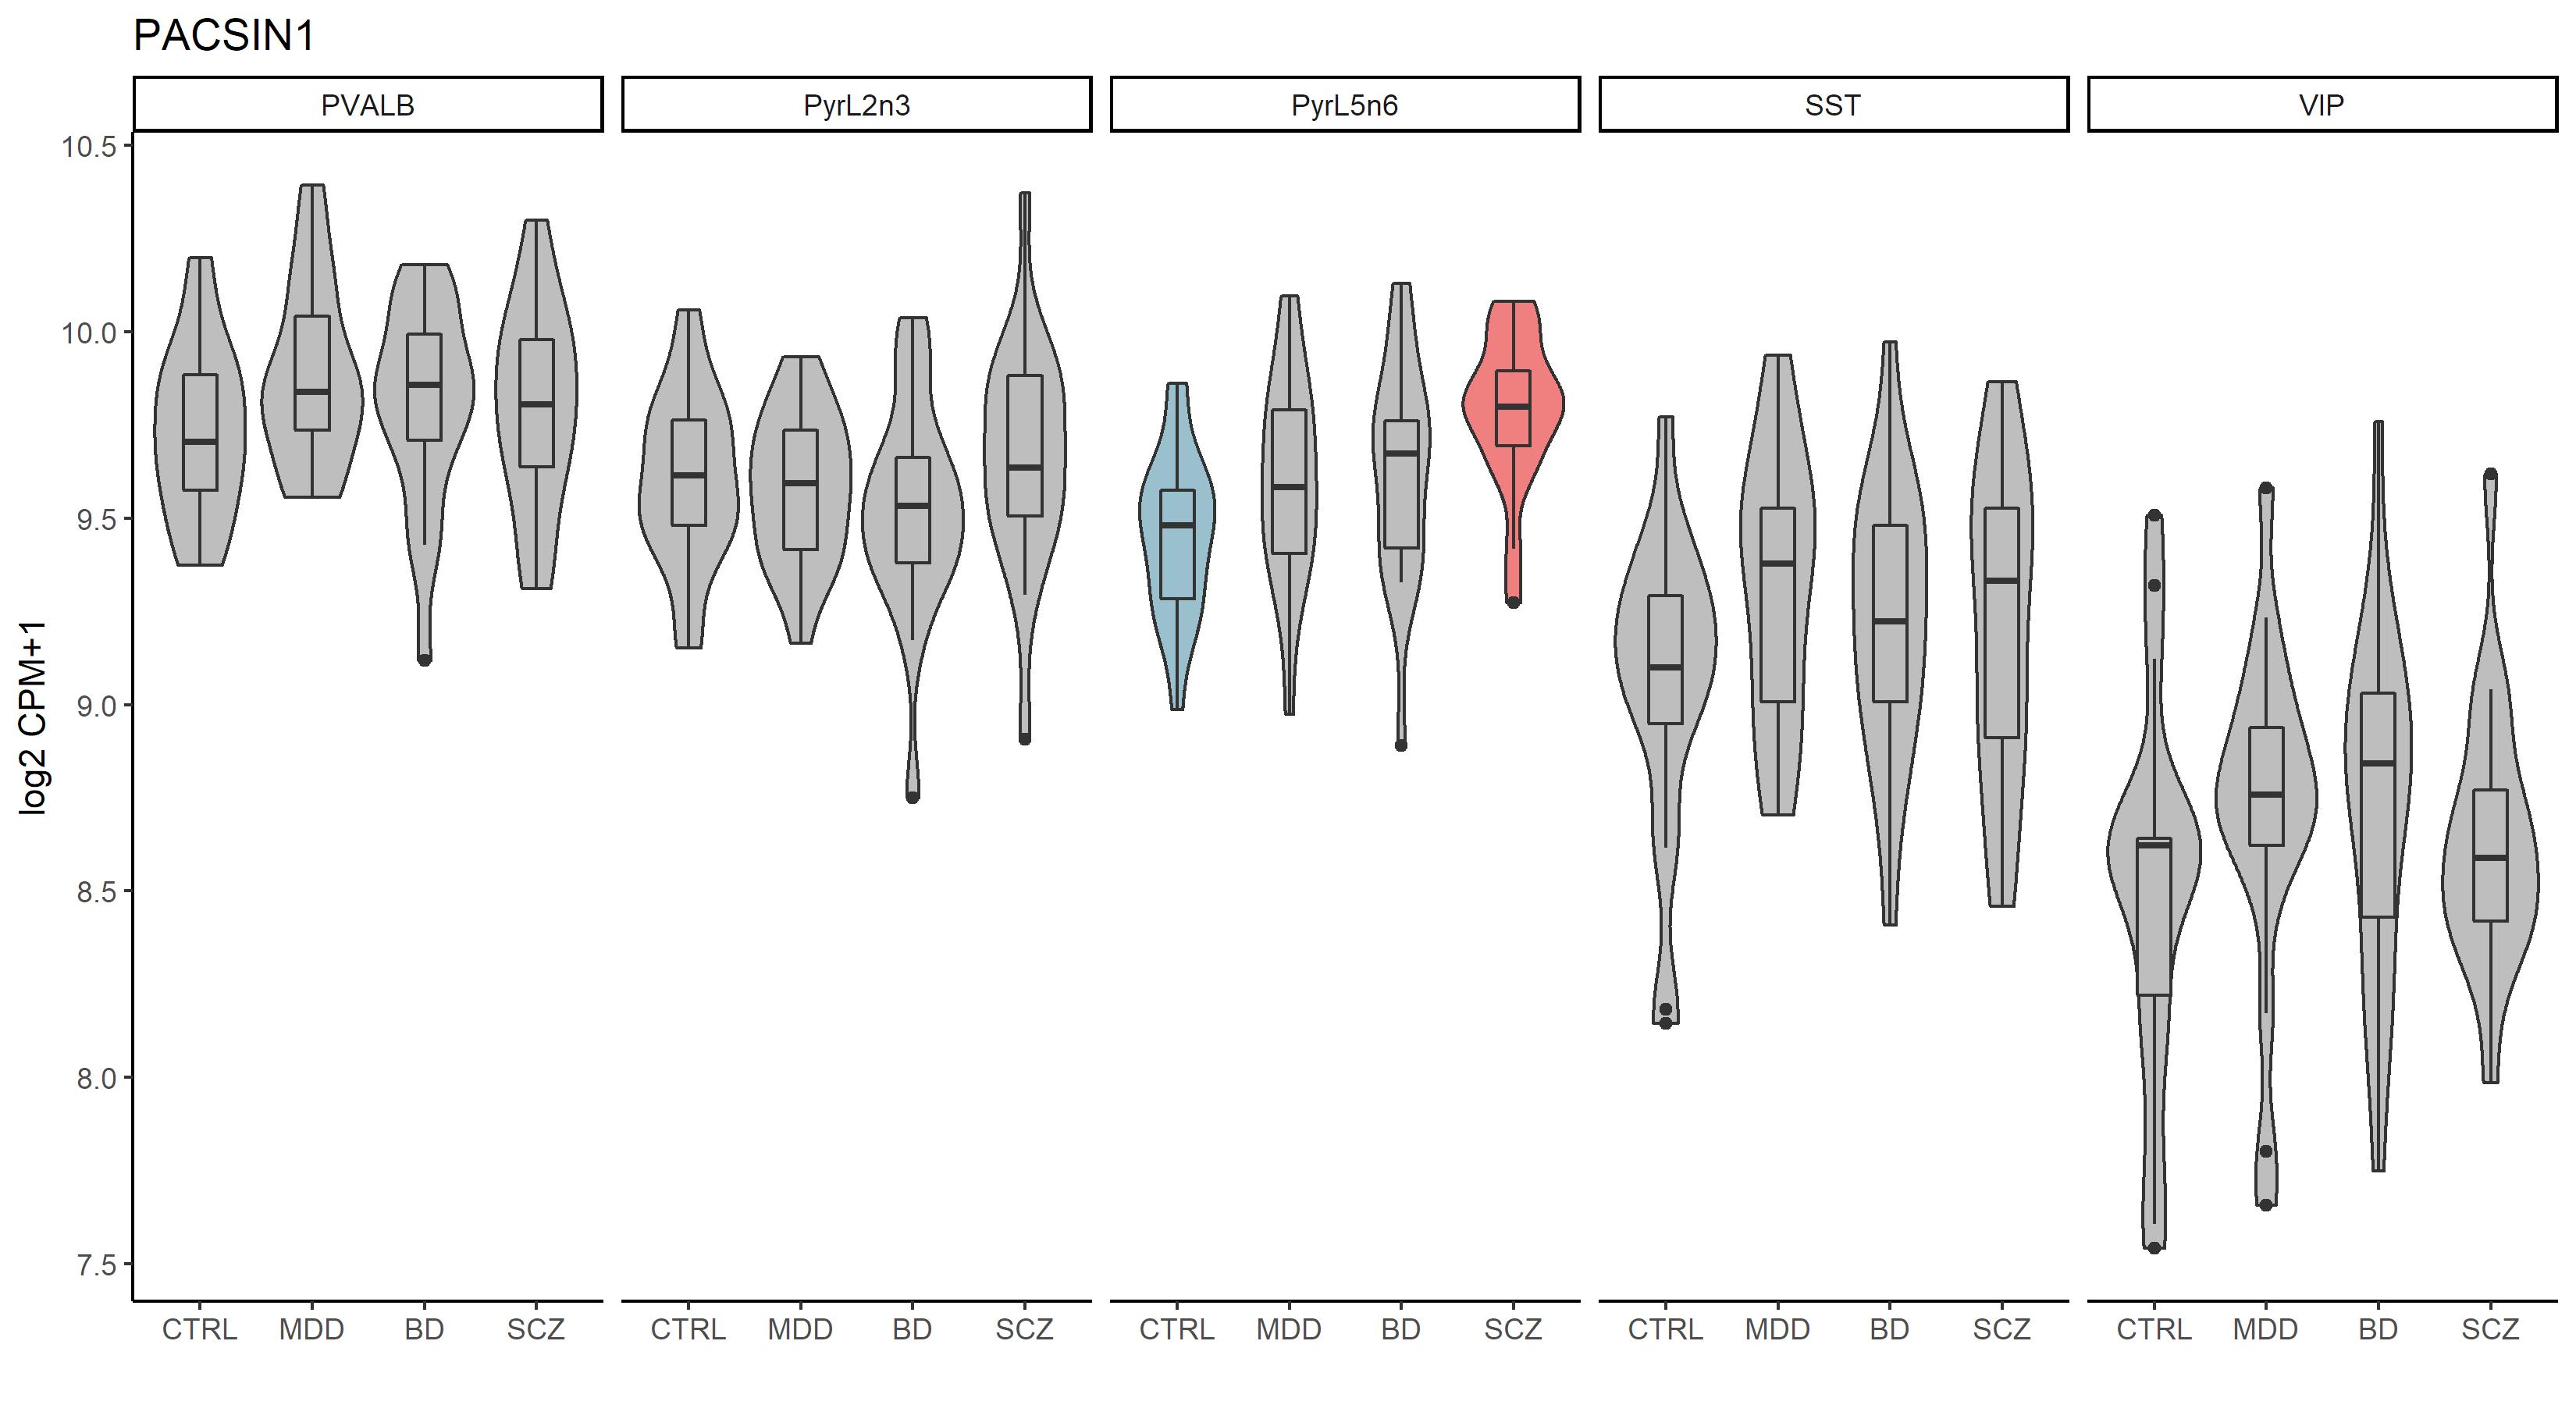 PACSIN1
PVALB PyrL2n3 PyrL5n6 SST VIP
10.5
10.0
9.5
9.0
8.5
8.0
7.5
log2 CPM+1
CTRL MDD BD SCZ CTRL MDD BD SCZ CTRL MDD BD SCZ CTRL MDD BD SCZ CTRL MDD BD SCZ